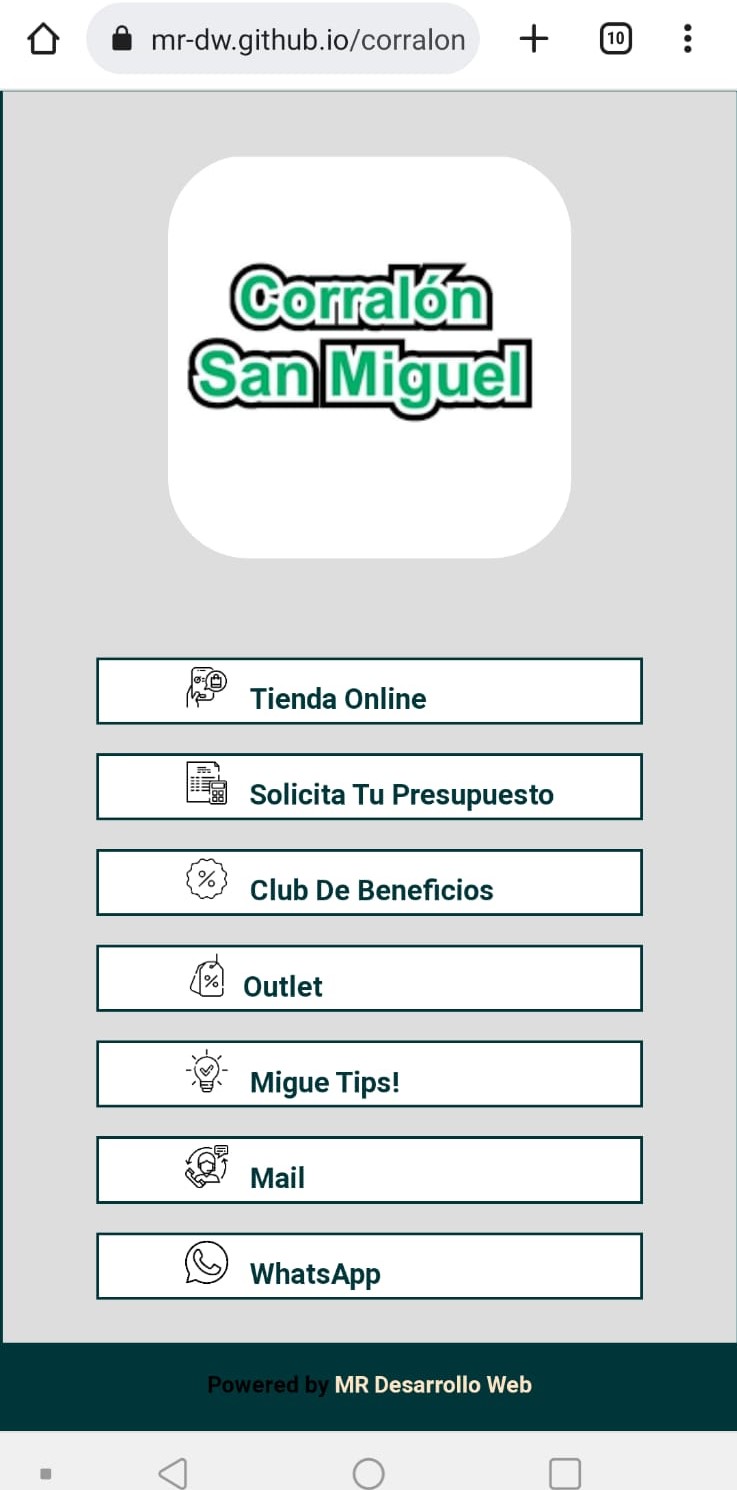 mr-dw.github.io/corralon
10
Corralón
San Miguel
Tienda Online
Solicita Tu Presupuesto
%
Club De Beneficios
%
Outlet
Migue Tips!
Mail
WhatsApp
Powered by MR Desarrollo Web